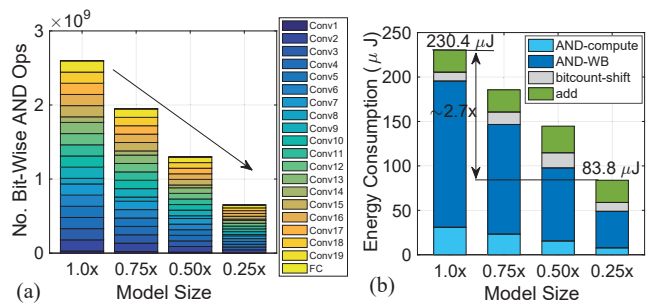 ×10^9
No. Bit-Wise AND Ops
3
2
1
0
1.0x 0.75x 0.50x 0.25x
Model Size
(a)
Conv1
Conv2
Conv3
Conv4
Conv5
Conv6
Conv7
Conv8
Conv9
Conv10
Conv11
Conv12
Conv13
Conv14
Conv15
Conv16
Conv17
Conv18
Conv19
FC
Energy Consumption (μ J)
250
200
150
100
50
0
230.4 μJ
~2.7x
83.8 μJ
AND-compute
AND-WB
bitcount-shift
add
1.0x 0.75x 0.50x 0.25x
Model Size
(b)